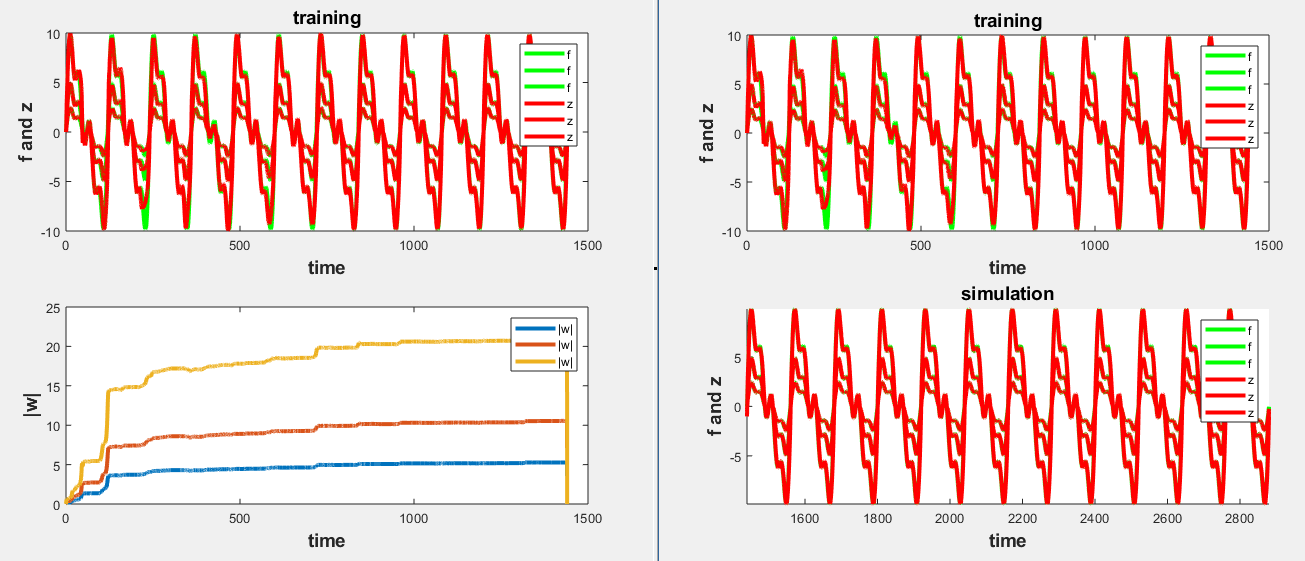 training
f and z
10
5
0
-5
-10
f
f
f
z
z
z
0
500
1000
1500
time
|w|
25
20
15
10
5
0
|w|
|w|
|w|
0
500
1000
1500
time
training
f and z
10
5
0
-5
-10
f
f
f
z
z
z
0
500
1000
1500
time
simulation
f and z
5
0
-5
f
f
f
z
z
z
1600
1800
2000
2200
2400
2600
2800
time